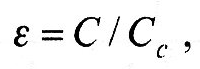 ε = C / C_c ,